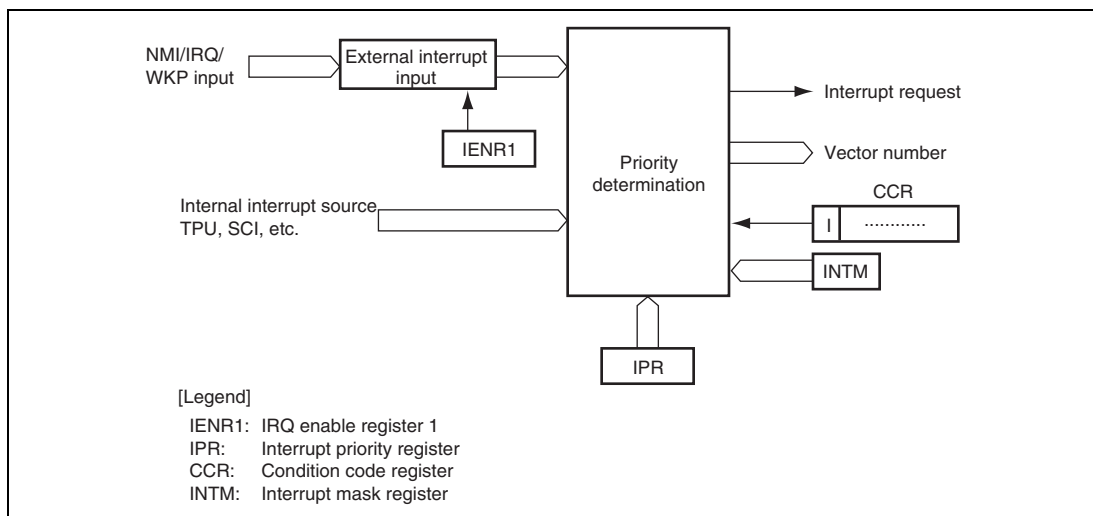 NMI/IRQ/
WKP input
External interrupt
input
IENR1
Priority
determination
Interrupt request
Vector number
CCR
I ............
INTM
Internal interrupt source
TPU, SCI, etc.
IPR
[Legend]
IENR1: IRQ enable register 1
IPR: Interrupt priority register
CCR: Condition code register
INTM: Interrupt mask register